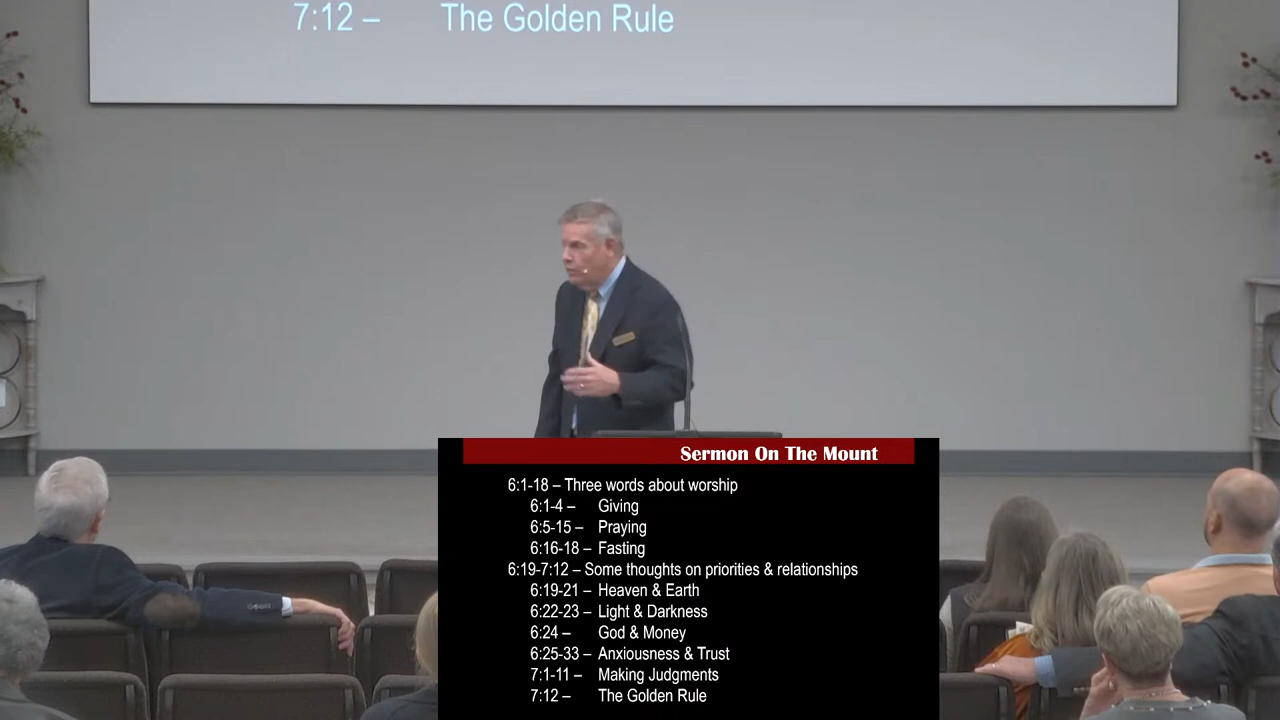 7:12 – The Golden Rule
Sermon On The Mount
6:1-18 – Three words about worship
6:1-4 – Giving
6:5-15 – Praying
6:16-18 – Fasting
6:19-7:12 – Some thoughts on priorities & relationships
6:19-21 – Heaven & Earth
6:22-23 – Light & Darkness
6:24 – God & Money
6:25-33 – Anxiousness & Trust
7:1-11 – Making Judgments
7:12 – The Golden Rule